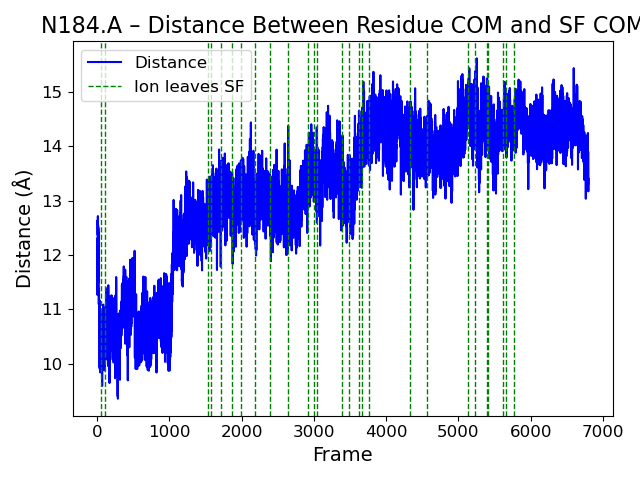 N184.A – Distance Between Residue COM and SF COM
Distance
Ion leaves SF
Distance (Å)
15
14
13
12
11
10
0 1000 2000 3000 4000 5000 6000 7000
Frame